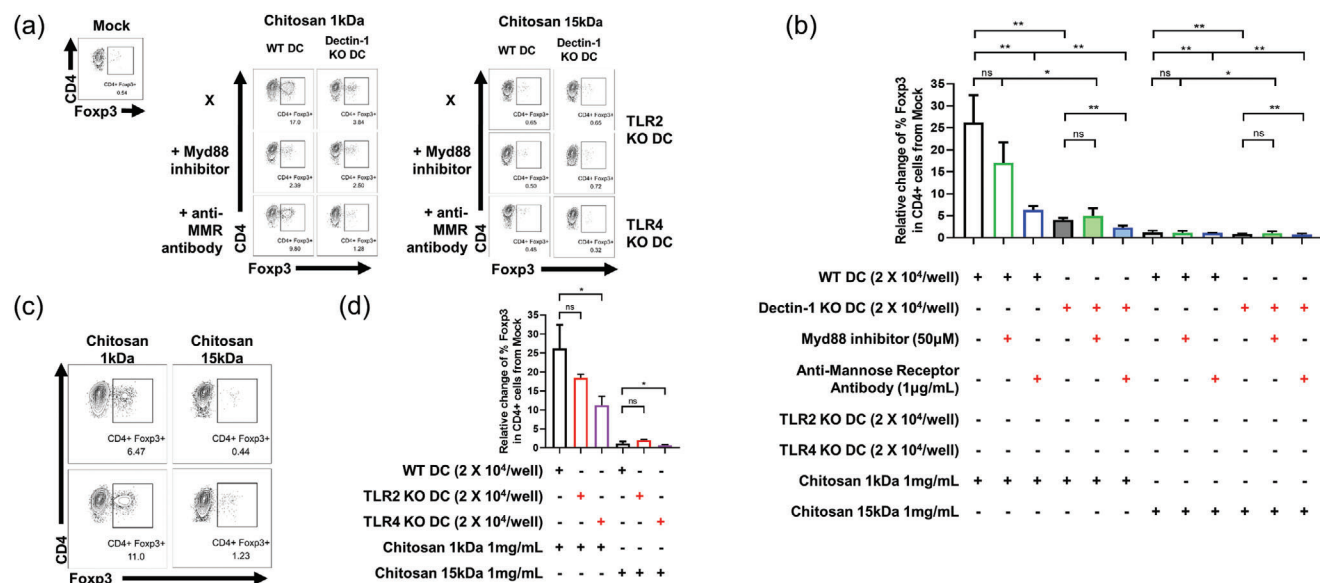 (a)
Mock
CD4
CD4+ Foxp3+
0.54
Foxp3
Chitosan 1kDa
WT DC
Dectin-1
KO DC
X
CD4+ Foxp3+
17.0
CD4+ Foxp3+
3.84
+ Myd88
inhibitor
CD4+ Foxp3+
2.39
CD4+ Foxp3+
2.50
+ anti-
MMR
antibody
CD4
CD4+ Foxp3+
9.80
CD4+ Foxp3+
1.28
Foxp3
Chitosan 15kDa
WT DC
Dectin-1
KO DC
X
CD4+ Foxp3+
0.65
CD4+ Foxp3+
0.65
TLR2
KO DC
+ Myd88
inhibitor
CD4+ Foxp3+
0.50
CD4+ Foxp3+
0.72
+ anti-
MMR
antibody
CD4
CD4+ Foxp3+
0.45
CD4+ Foxp3+
0.32
TLR4
KO DC
Foxp3
(b)
** **
** ** ** **
ns * ns *
** **
ns ns
Relative change of % Foxp3
in CD4+ cells from Mock
35
30
25
20
15
10
5
0
WT DC (2 X 10⁴/well) + + + - - - + + + - - -
Dectin-1 KO DC (2 X 10⁴/well) - - - + + + - - - + + +
Myd88 inhibitor (50μM) - + - - + - - + - - + -
Anti-Mannose Receptor
Antibody (1μg/mL) - - + - - + - - + - - +
TLR2 KO DC (2 X 10⁴/well) - - - - - - - - - - - -
TLR4 KO DC (2 X 10⁴/well) - - - - - - - - - - - -
Chitosan 1kDa 1mg/mL + + + + + + - - - - - -
Chitosan 15kDa 1mg/mL - - - - - - + + + + + +
(c)
Chitosan
1kDa
Chitosan
15kDa
CD4+ Foxp3+
6.47
CD4+ Foxp3+
0.44
CD4+ Foxp3+
11.0
CD4+ Foxp3+
1.23
CD4
Foxp3
(d)
*
ns
*
ns
Relative change of % Foxp3
in CD4+ cells from Mock
35
30
25
20
15
10
5
0
WT DC (2 X 10⁴/well) + - - + - -
TLR2 KO DC (2 X 10⁴/well) - + - - + -
TLR4 KO DC (2 X 10⁴/well) - - + - - +
Chitosan 1kDa 1mg/mL + + + - - -
Chitosan 15kDa 1mg/mL - - - + + +